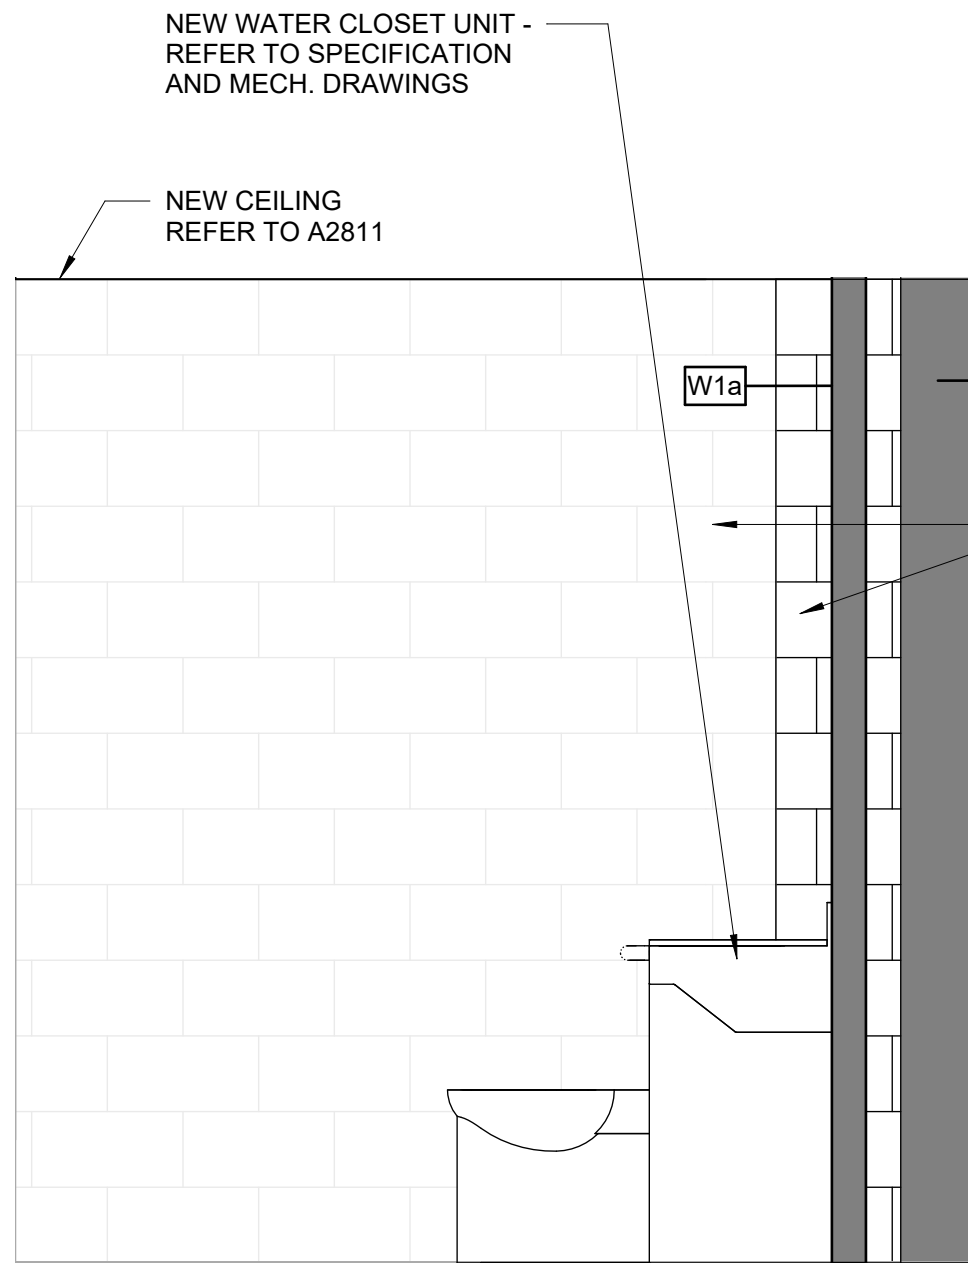 NEW WATER CLOSET UNIT -
REFER TO SPECIFICATION
AND MECH. DRAWINGS
NEW CEILING
REFER TO A2811
W1a